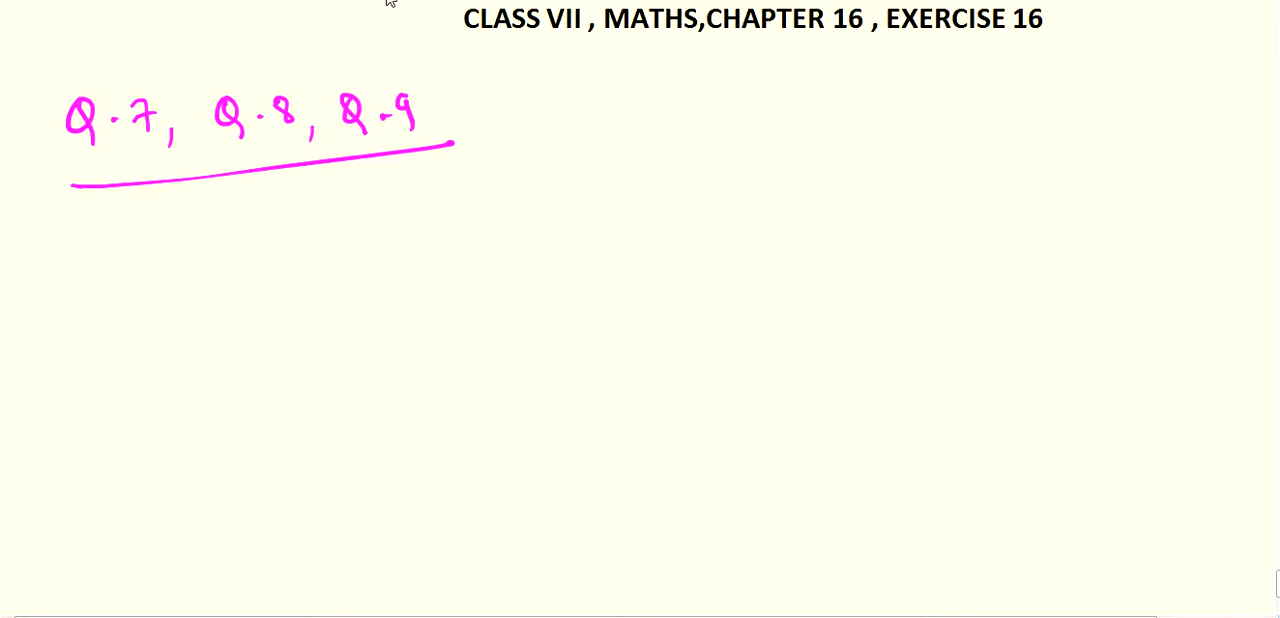 CLASS VII , MATHS,CHAPTER 16 , EXERCISE 16
Q.7, Q.8, Q.9